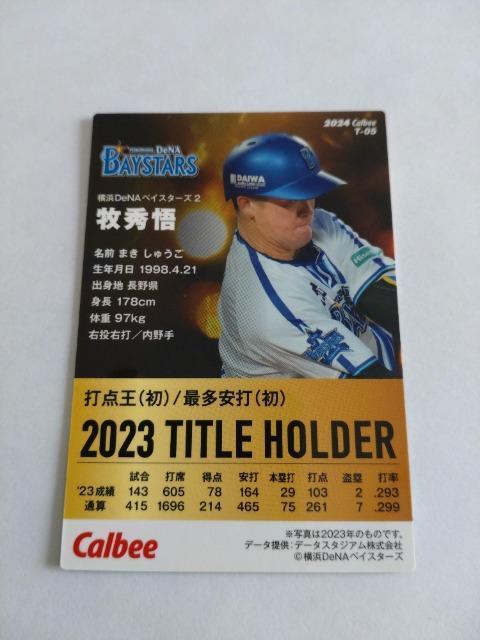 2024 Calbee
T-05
YOKOHAMA DeNA
BAYSTARS
横浜DeNAベイスターズ 2
牧秀悟
名前 まき しゅうご
生年月日 1998.4.21
出身地 長野県
身長 178cm
体重 97kg
右投右打／内野手
DAIWA
打点王(初)/最多安打(初)
2023 TITLE HOLDER
試合 打席 得点 安打 本塁打 打点 盗塁 打率
'23成績 143 605 78 164 29 103 2 .293
通算 415 1696 214 465 75 261 7 .299
Calbee
※写真は2023年のものです。
データ提供：データスタジアム株式会社
©横浜DeNAベイスターズ